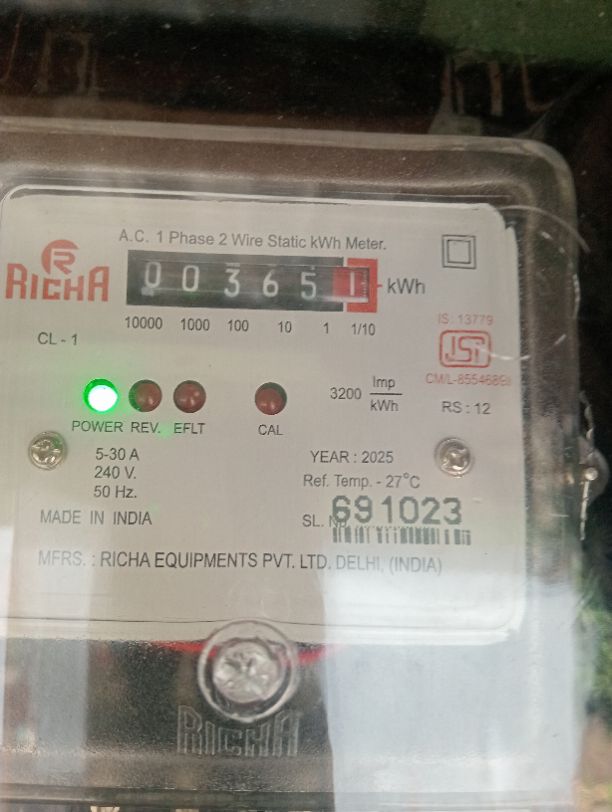 A.C. 1 Phase 2 Wire Static kWh Meter.
R
RICHA
0 0 3 6 5 1 kWh
10000 1000 100 10 1 1/10
IS: 13779
CL - 1
ISI
3200 Imp/kWh
RS : 12
POWER REV. EFLT CAL
5-30 A
240 V.
50 Hz.
YEAR : 2025
Ref. Temp. - 27°C
MADE IN INDIA
SL. No 691023
MFRS. : RICHA EQUIPMENTS PVT. LTD. DELHI, (INDIA)
RICHA